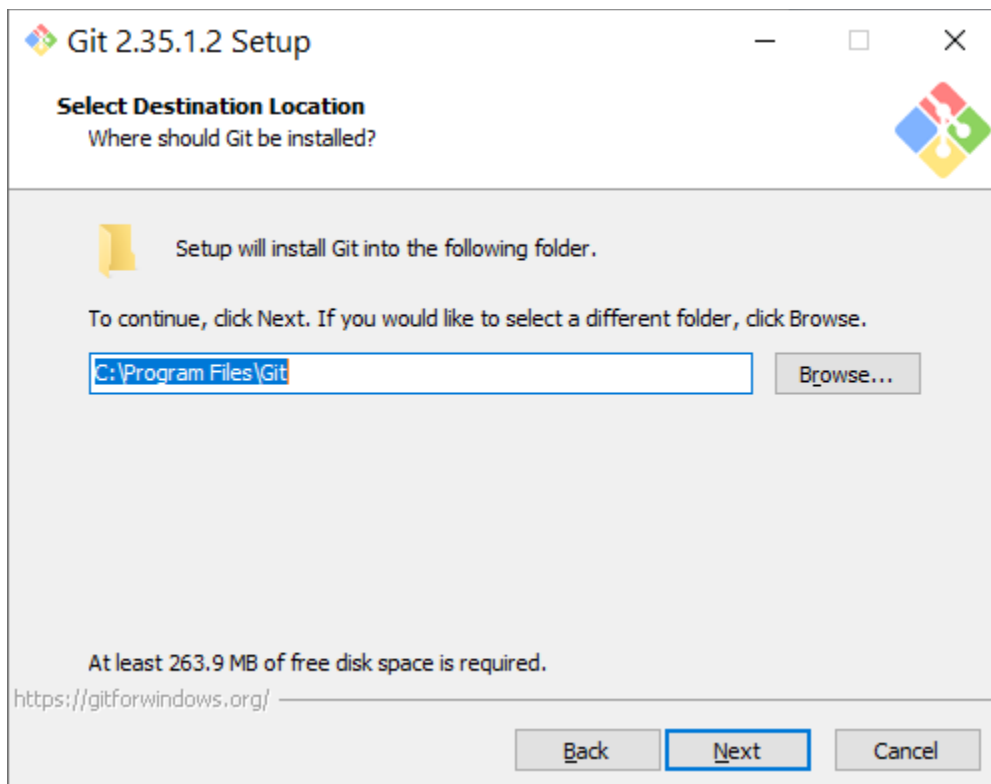 Git 2.35.1.2 Setup
Select Destination Location
Where should Git be installed?
Setup will install Git into the following folder.
To continue, click Next. If you would like to select a different folder, click Browse.
C:\Program Files\Git
Browse...
At least 263.9 MB of free disk space is required.
https://gitforwindows.org/
Back
Next
Cancel